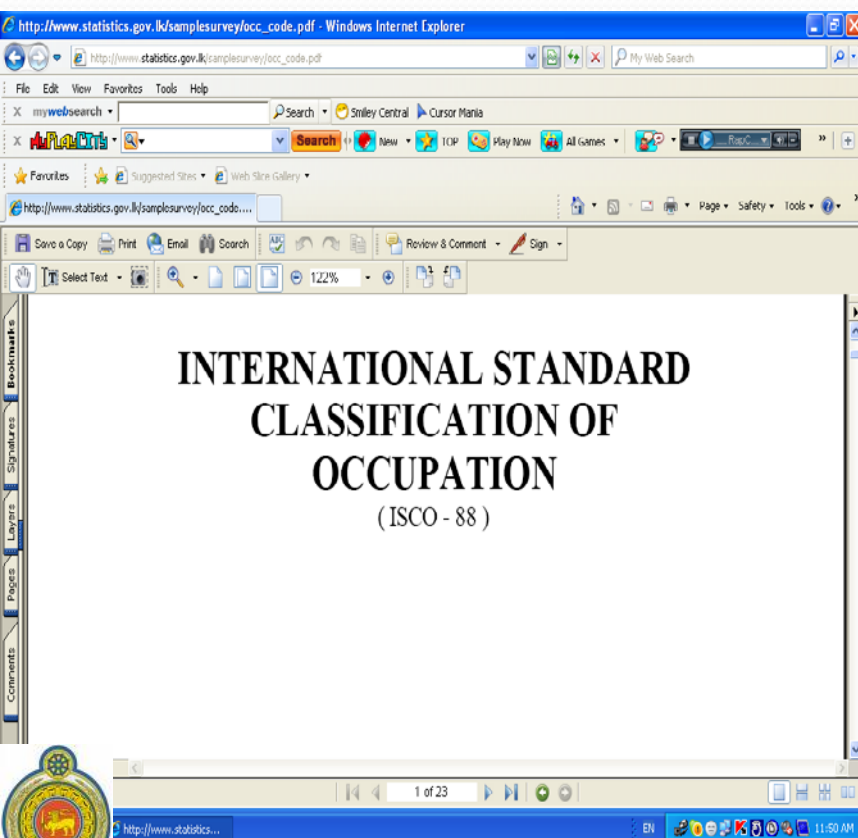 http://www.statistics.gov.lk/samplesurvey/occ_code.pdf - Windows Internet Explorer
http://www.statistics.gov.lk/samplesurvey/occ_code.pdf My Web Search
File Edit View Favorites Tools Help
X mywebsearch Search Smiley Central Cursor Mania
X Search New TOP Play Now All Games »
Favorites Suggested Sites Web Slice Gallery
http://www.statistics.gov.lk/samplesurvey/occ_code.... Page Safety Tools
Save a Copy Print Email Search Review & Comment Sign
Select Text 122%
Bookmarks
Signatures
Layers
Pages
Comments
INTERNATIONAL STANDARD
CLASSIFICATION OF
OCCUPATION
( ISCO - 88 )
1 of 23
http://www.statistics... EN 11:50 AM